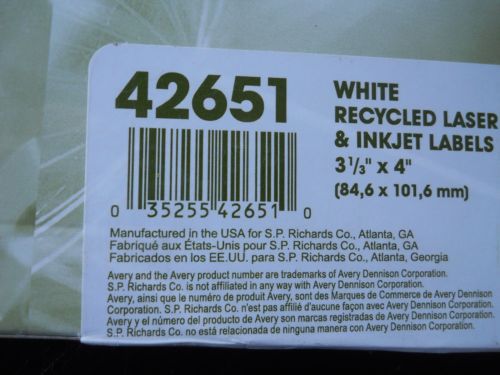 42651
WHITE
RECYCLED LASER
& INKJET LABELS
3 1/3" x 4"
(84,6 x 101,6 mm)
0 35255 42651 0
Manufactured in the USA for S.P. Richards Co., Atlanta, GA
Fabriqué aux États-Unis pour S.P. Richards Co., Atlanta, GA
Fabricados en los EE.UU. para S.P. Richards Co., Atlanta, Georgia
Avery and the Avery product number are trademarks of Avery Dennison Corporation.
S.P. Richards Co. is not affiliated in any way with Avery Dennison Corporation.
Avery, ainsi que le numéro de produit Avery, sont des Marques de Commerce de Avery Dennison
Corporation. S.P. Richards Co. n'est pas affilié d'aucune façon avec Avery Dennison Corporation.
Avery y el número del producto de Avery son marcas registradas de Avery Dennison Corporation.
S.P. Richards Co. no está relacionada de ninguna manera con Avery Dennison Corporation.